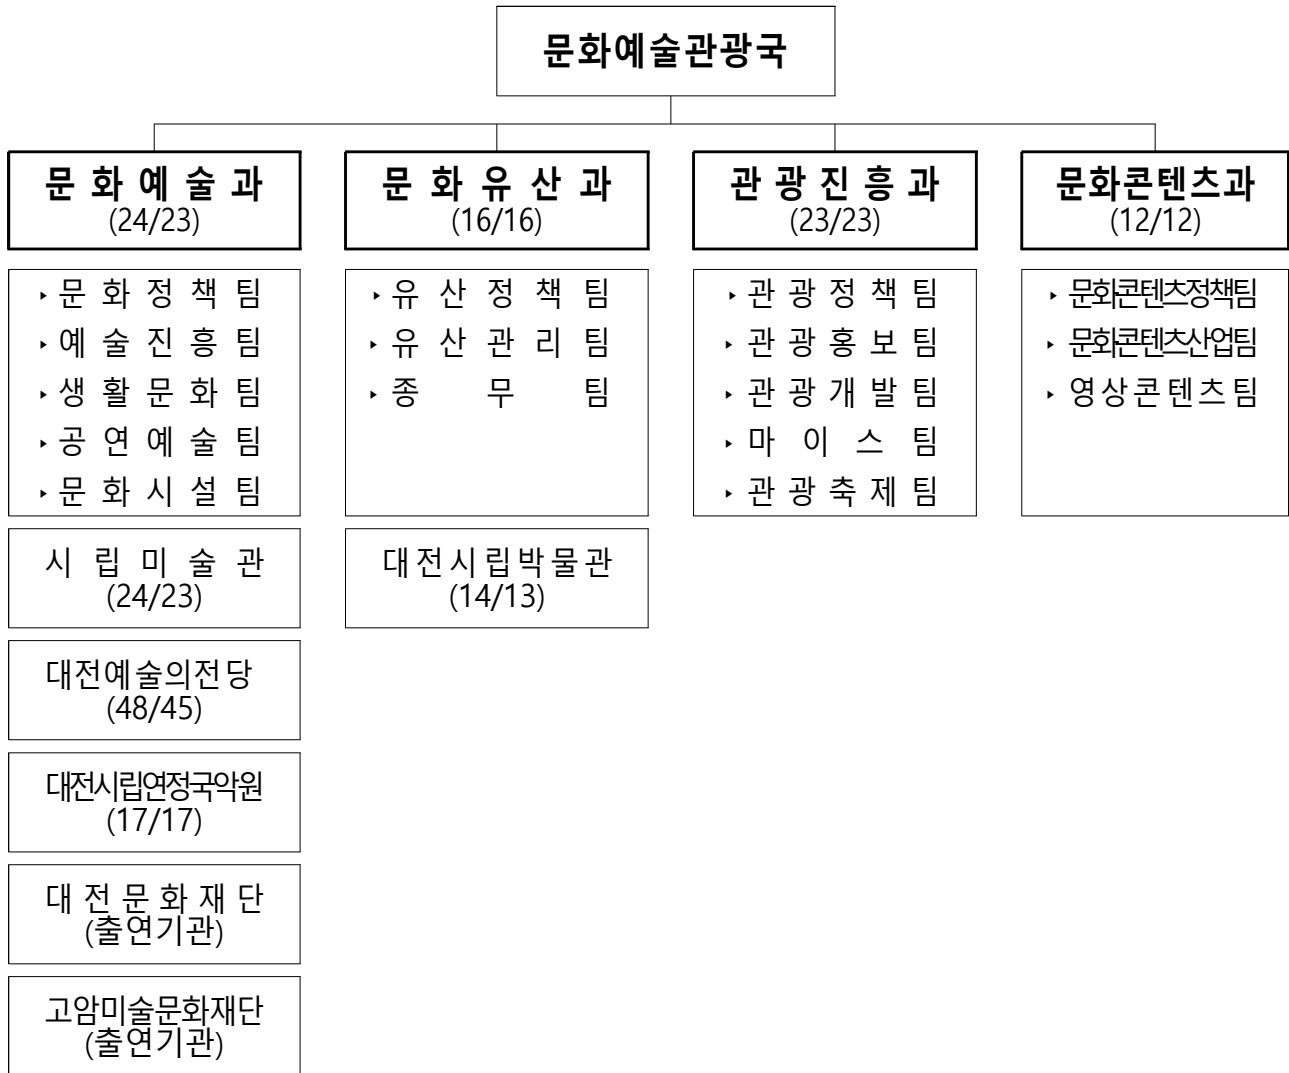 문화예술관광국
문화예술과
(24/23)
‣ 문화정책팀
‣ 예술진흥팀
‣ 생활문화팀
‣ 공연예술팀
‣ 문화시설팀
시립미술관
(24/23)
대전예술의전당
(48/45)
대전시립연정국악원
(17/17)
대전문화재단
(출연기관)
고암미술문화재단
(출연기관)
문화유산과
(16/16)
‣ 유산정책팀
‣ 유산관리팀
‣ 종무팀
대전시립박물관
(14/13)
관광진흥과
(23/23)
‣ 관광정책팀
‣ 관광홍보팀
‣ 관광개발팀
‣ 마이스팀
‣ 관광축제팀
문화콘텐츠과
(12/12)
‣ 문화콘텐츠정책팀
‣ 문화콘텐츠산업팀
‣ 영상콘텐츠팀